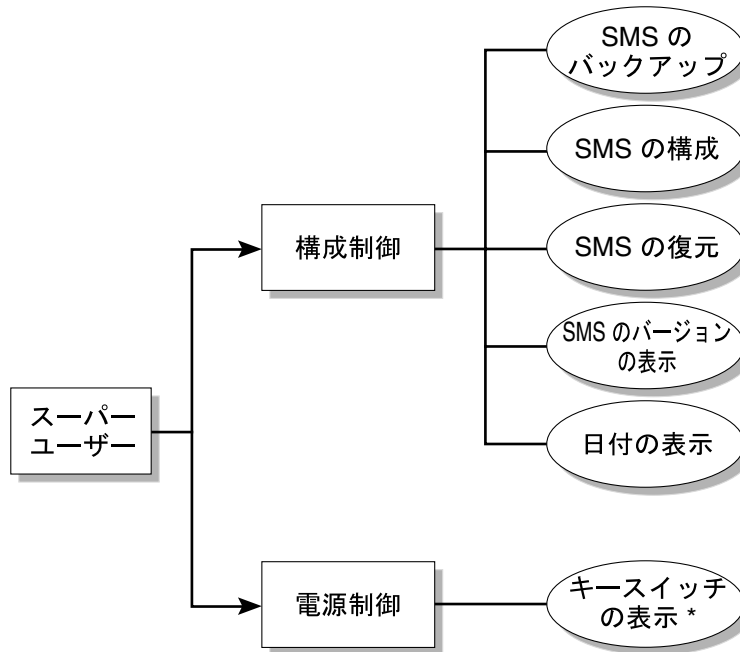 SMS の
バックアップ
SMS の構成
構成制御
SMS の復元
SMS のバージョン
の表示
スーパー
ユーザー
日付の表示
電源制御
キースイッチ
の表示 *